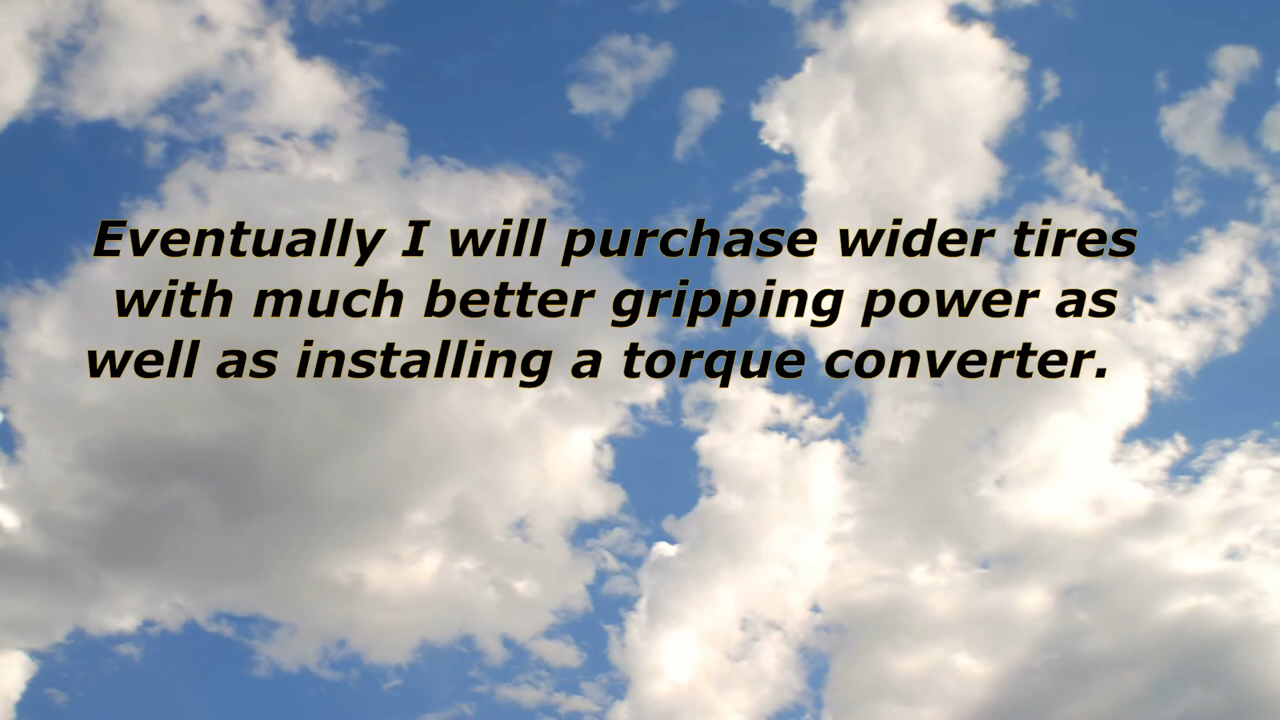 Eventually I will purchase wider tires
with much better gripping power as
well as installing a torque converter.